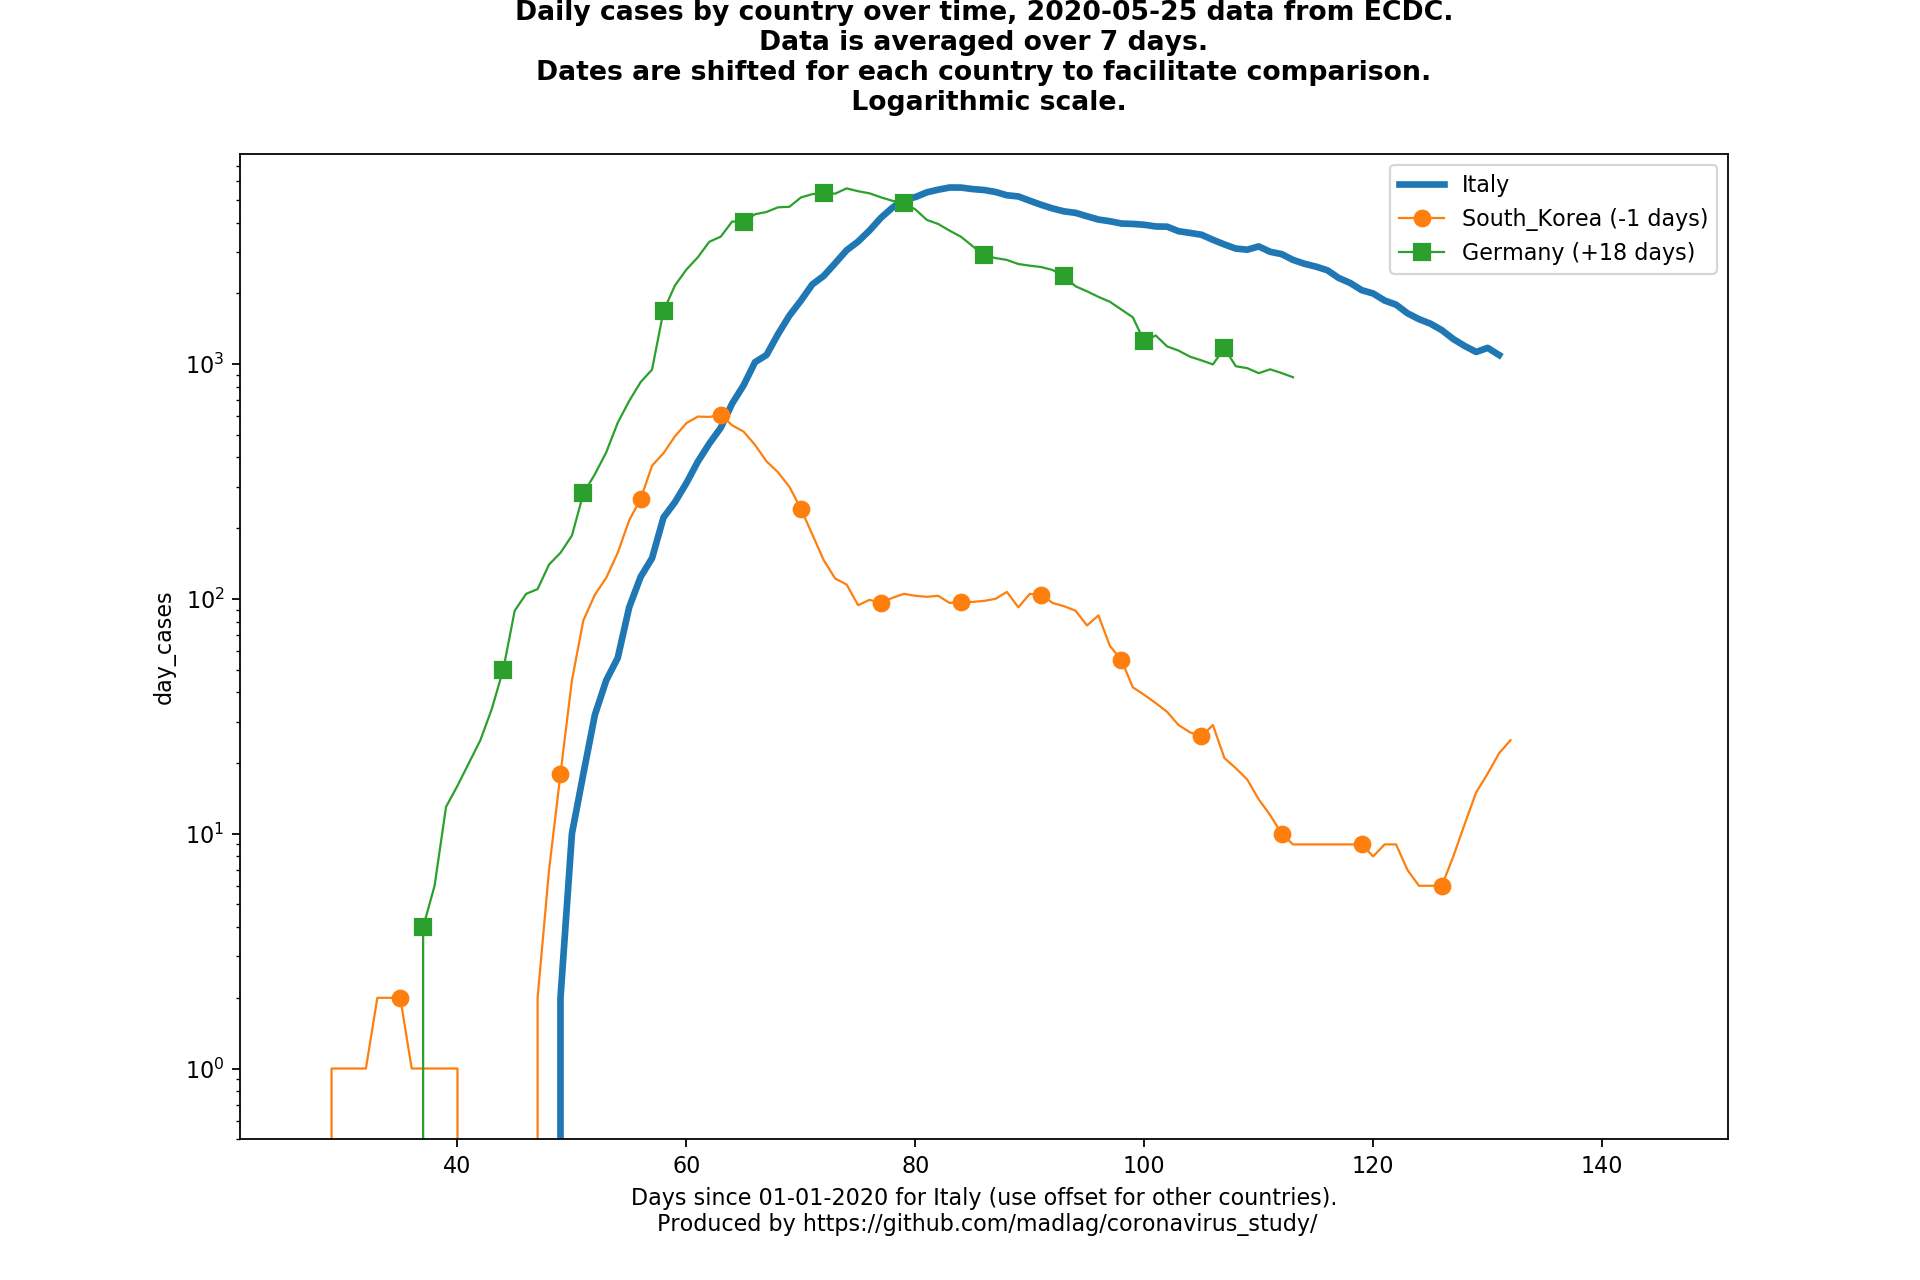 Daily cases by country over time, 2020-05-25 data from ECDC.
Data is averaged over 7 days.
Dates are shifted for each country to facilitate comparison.
Logarithmic scale.
Italy
South_Korea (-1 days)
Germany (+18 days)
10³
10²
10¹
10⁰
day_cases
40 60 80 100 120 140
Days since 01-01-2020 for Italy (use offset for other countries).
Produced by https://github.com/madlag/coronavirus_study/